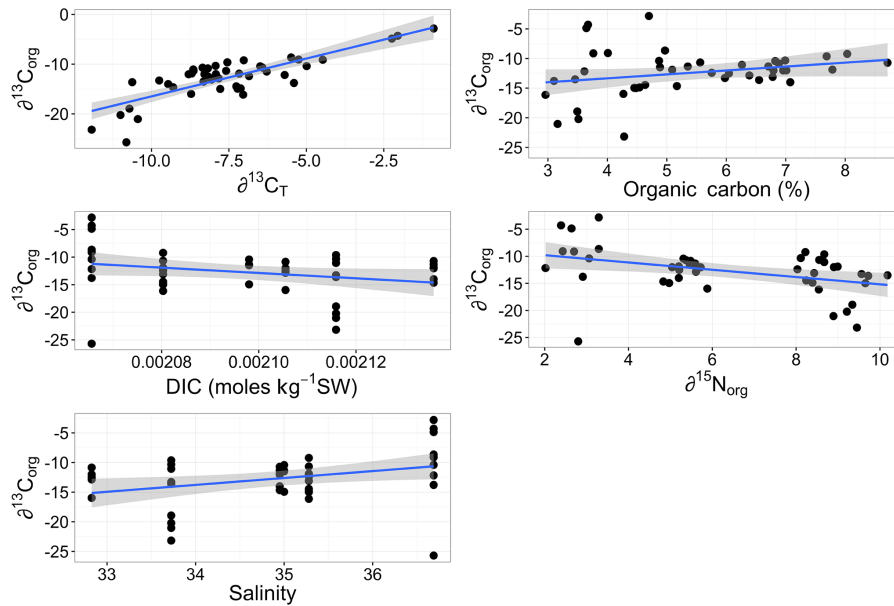 0
-10
-20
∂¹³C_org
-10.0 -7.5 -5.0 -2.5
∂¹³C_T
-5
-10
-15
-20
-25
∂¹³C_org
3 4 5 6 7 8
Organic carbon (%)
-5
-10
-15
-20
-25
∂¹³C_org
0.00208 0.00210 0.00212
DIC (moles kg⁻¹SW)
-5
-10
-15
-20
-25
∂¹³C_org
2 4 6 8 10
∂¹⁵N_org
-5
-10
-15
-20
-25
∂¹³C_org
33 34 35 36
Salinity